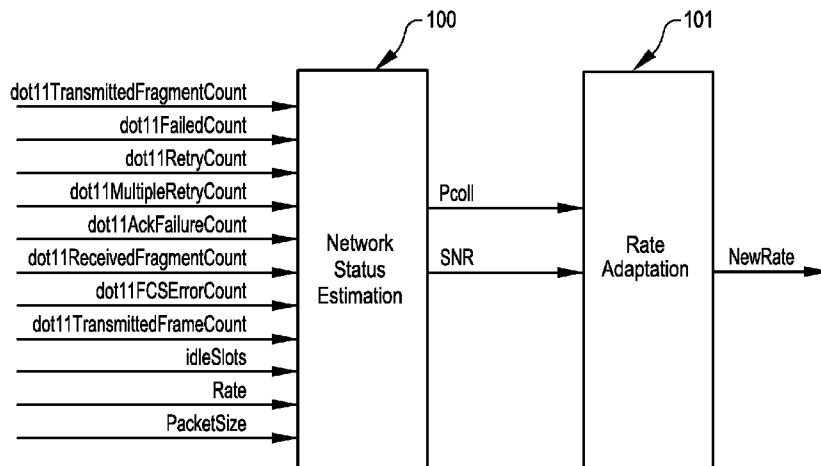 100
101
dot11TransmittedFragmentCount
dot11FailedCount
dot11RetryCount
dot11MultipleRetryCount
dot11AckFailureCount
dot11ReceivedFragmentCount
dot11FCSErrorCount
dot11TransmittedFrameCount
idleSlots
Rate
PacketSize
Network
Status
Estimation
Pcoll
SNR
Rate
Adaptation
NewRate